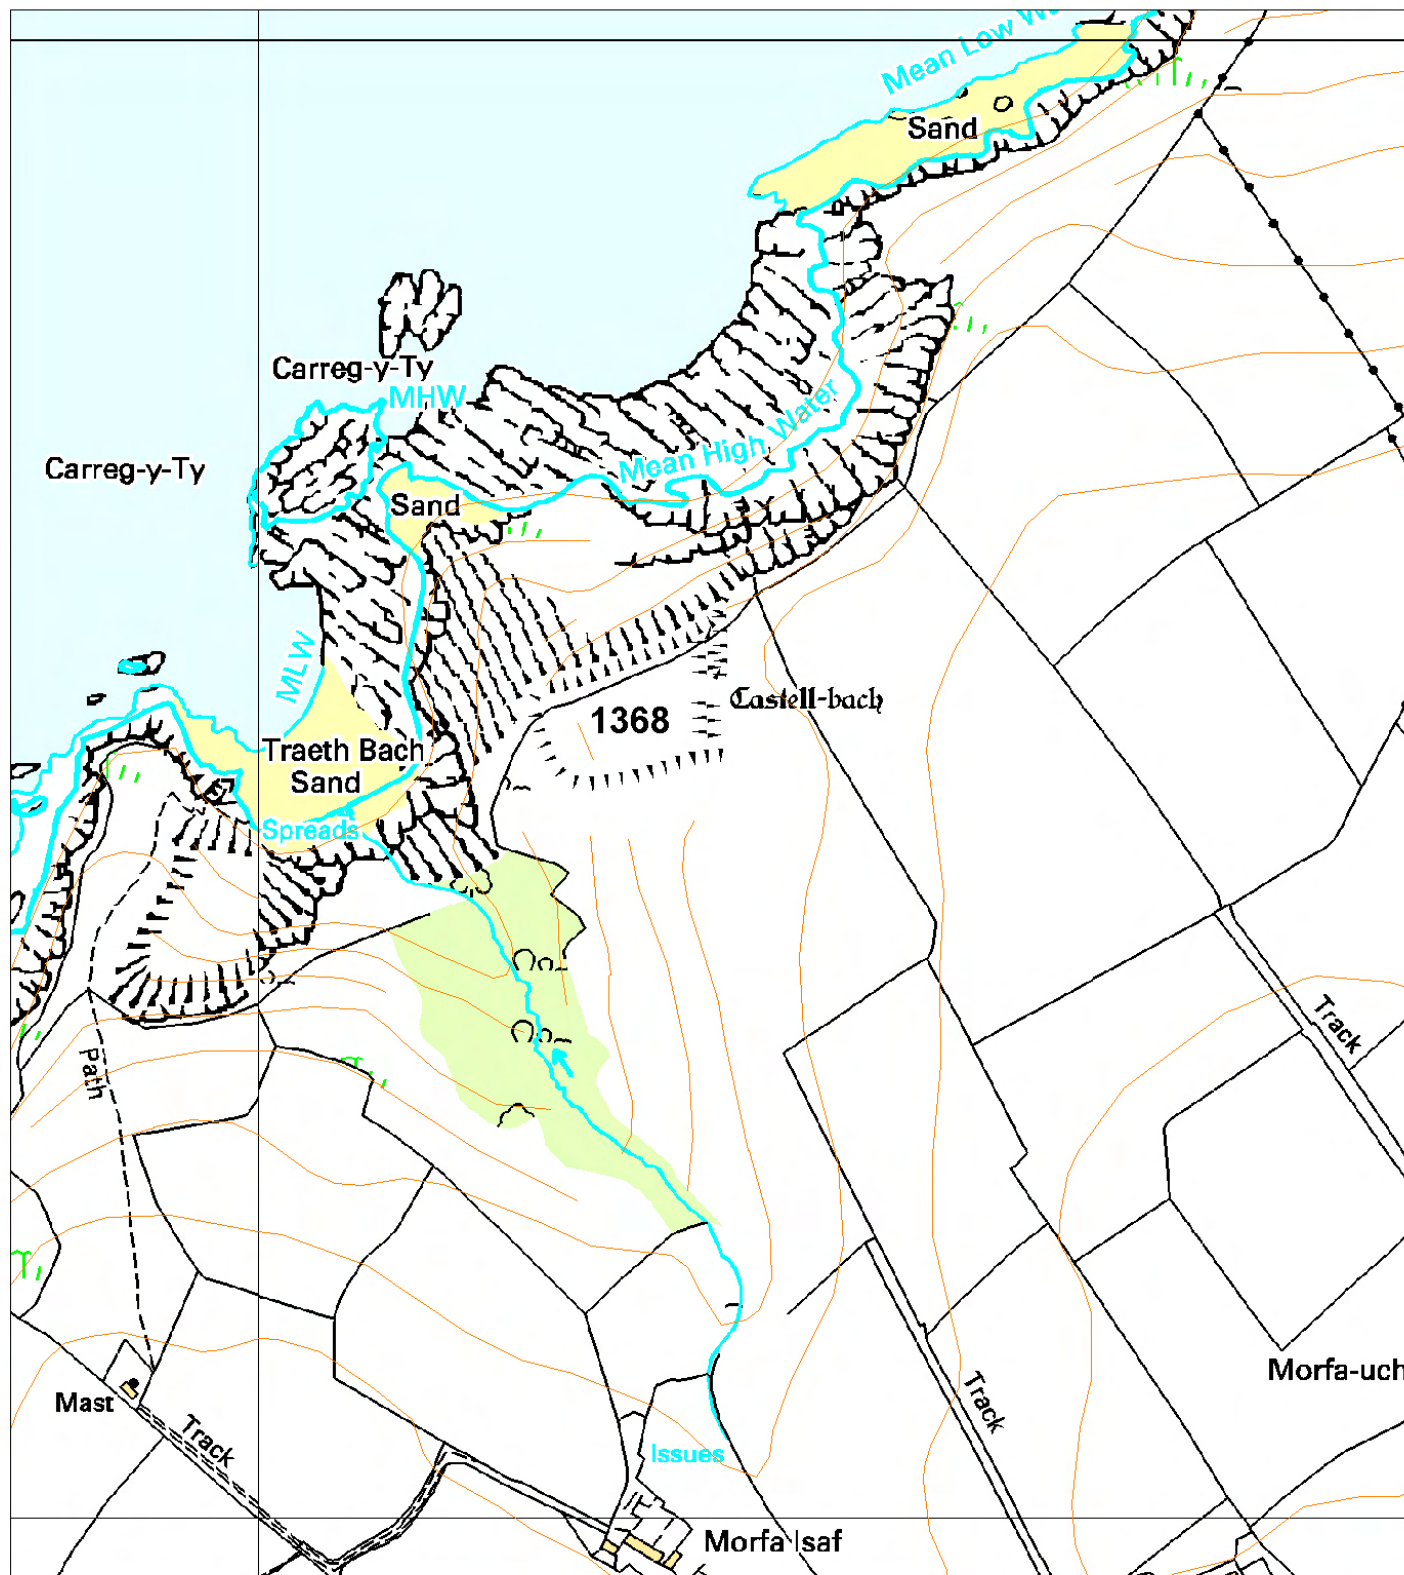 Mean Low
Sand
Carreg-y-Ty
MHW
Mean High Water
Carreg-y-Ty
Sand
MLW
Castell-bach
1368
Traeth Bach
Sand
Spreads
Track
Path
Morfa-uch
Mast
Track
Track
Issues
Morfa Isaf